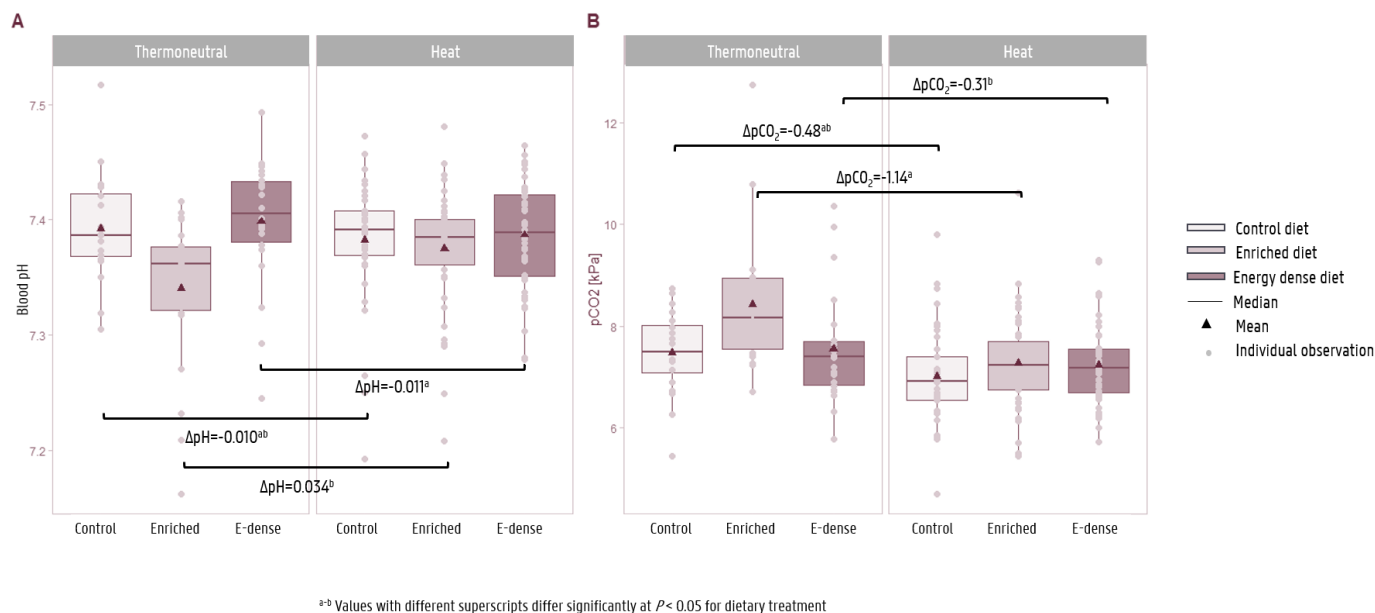 A
B
Thermoneutral
Heat
Thermoneutral
Heat
7.5
7.4
7.3
7.2
Blood pH
ΔpH=-0.011ᵃ
ΔpH=-0.010ᵃᵇ
ΔpH=0.034ᵇ
Control
Enriched
E-dense
Control
Enriched
E-dense
12
10
8
6
pCO2 [kPa]
ΔpCO₂=-0.31ᵇ
ΔpCO₂=-0.48ᵃᵇ
ΔpCO₂=-1.14ᵃ
Control
Enriched
E-dense
Control
Enriched
E-dense
Control diet
Enriched diet
Energy dense diet
Median
Mean
Individual observation
ᵃ⁻ᵇ Values with different superscripts differ significantly at P< 0.05 for dietary treatment